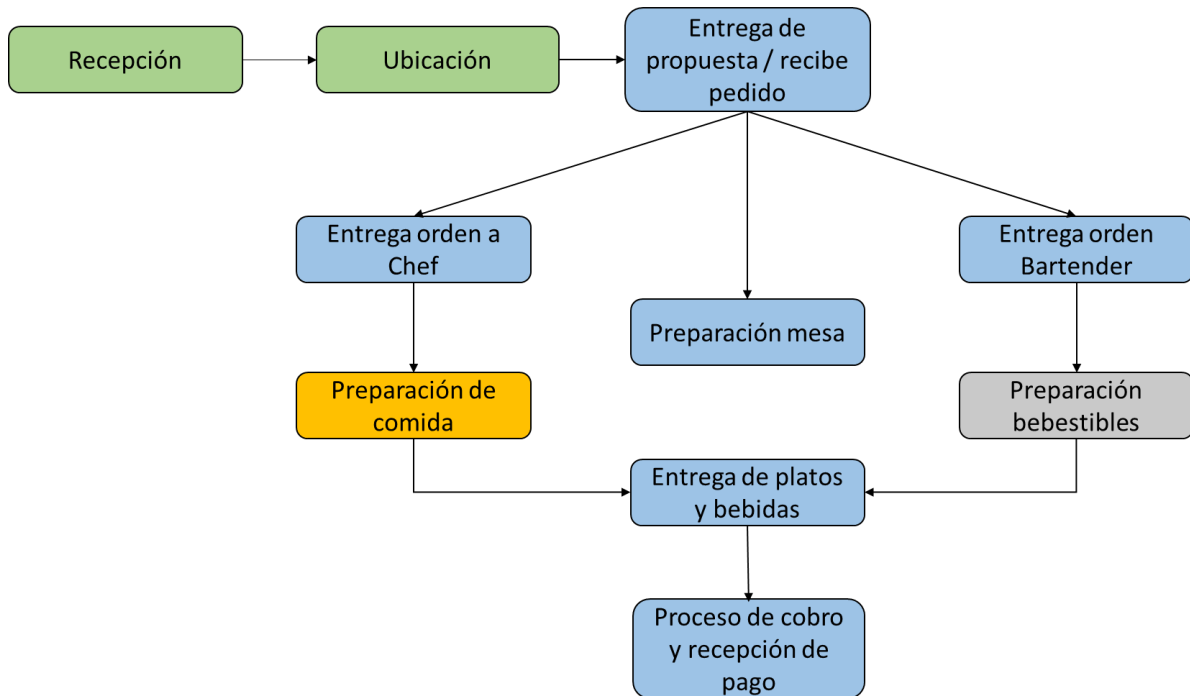 Recepción
Ubicación
Entrega de
propuesta / recibe
pedido
Entrega orden a
Chef
Preparación mesa
Entrega orden
Bartender
Preparación de
comida
Preparación
bebestibles
Entrega de platos
y bebidas
Proceso de cobro
y recepción de
pago